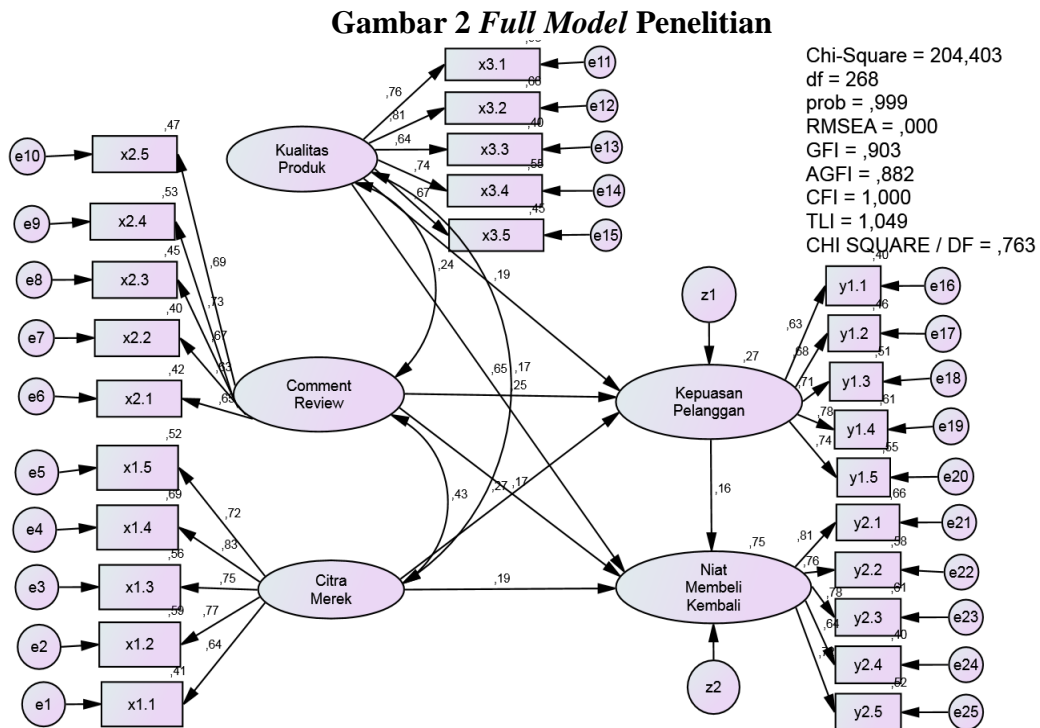 Gambar 2 Full Model Penelitian
Chi-Square = 204,403
df = 268
prob = ,999
RMSEA = ,000
GFI = ,903
AGFI = ,882
CFI = 1,000
TLI = 1,049
CHI SQUARE / DF = ,763
Kualitas
Produk
,76
x3.1
e11
,81
x3.2
e12
,64
,40
x3.3
e13
,74
,55
x3.4
e14
,67
,45
x3.5
e15
,47
e10
x2.5
,69
,53
e9
x2.4
,73
,45
e8
x2.3
,67
,40
e7
x2.2
,42
e6
x2.1
Comment
Review
,24
,19
,65
,17
,25
,43
,27
,17
,52
e5
x1.5
,72
,69
e4
x1.4
,83
,56
e3
x1.3
,75
,59
e2
x1.2
,77
,41
e1
x1.1
,64
Citra
Merek
,19
z1
,27
Kepuasan
Pelanggan
,16
,75
Niat
Membeli
Kembali
z2
,63
,40
y1.1
e16
,68
,46
y1.2
e17
,71
,51
y1.3
e18
,78
,61
y1.4
e19
,74
,55
y1.5
e20
,81
,66
y2.1
e21
,76
,58
y2.2
e22
,78
,61
y2.3
e23
,64
,40
y2.4
e24
,52
y2.5
e25